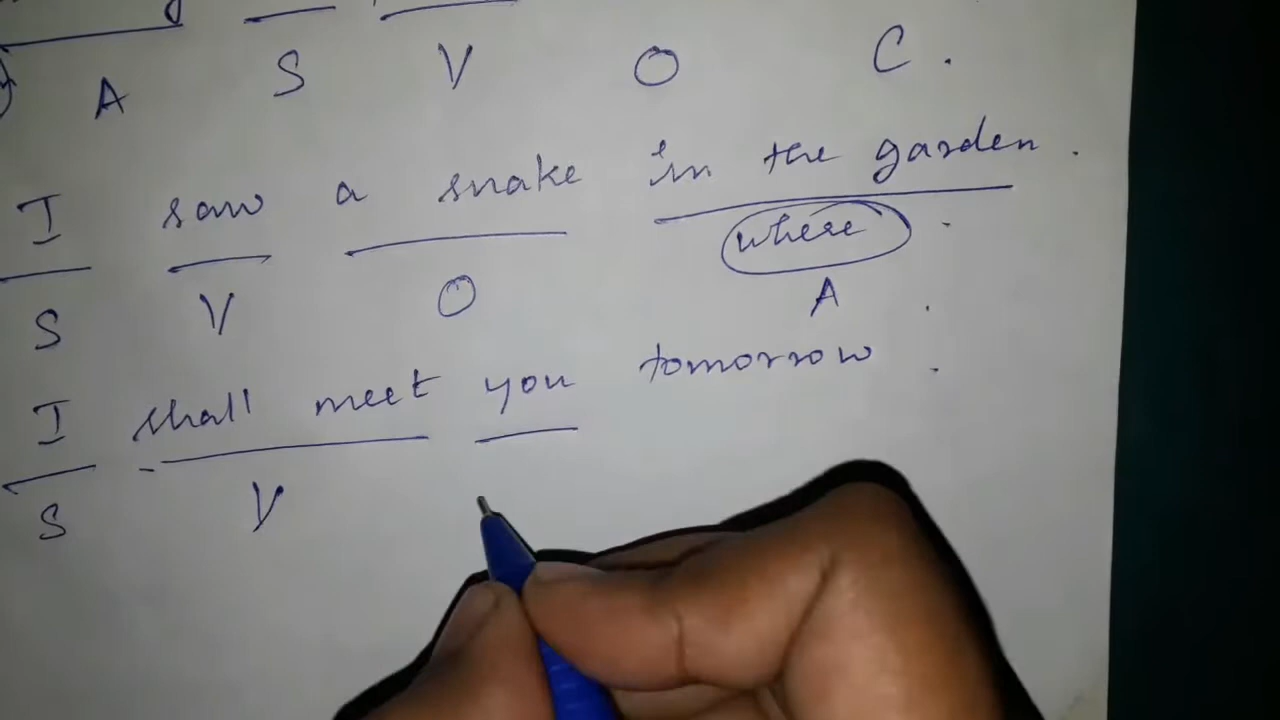 A S V O C .
I saw a snake in the garden .
where
S V O A
I shall meet you tomorrow .
S V